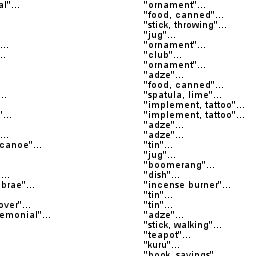 al"...
...
..
...
"...
...
canoe"...
...
brae"...
over"...
emonial"...
"ornament"...
"food, canned"...
"stick, throwing"...
"jug"...
"ornament"...
"club"...
"ornament"...
"adze"...
"food, canned"...
"spatula, lime"...
"implement, tattoo"...
"implement, tattoo"...
"adze"...
"adze"...
"tin"...
"jug"...
"boomerang"...
"dish"...
"incense burner"...
"tin"...
"tin"...
"adze"...
"stick, walking"...
"teapot"...
"kuru"...
"book, savings"